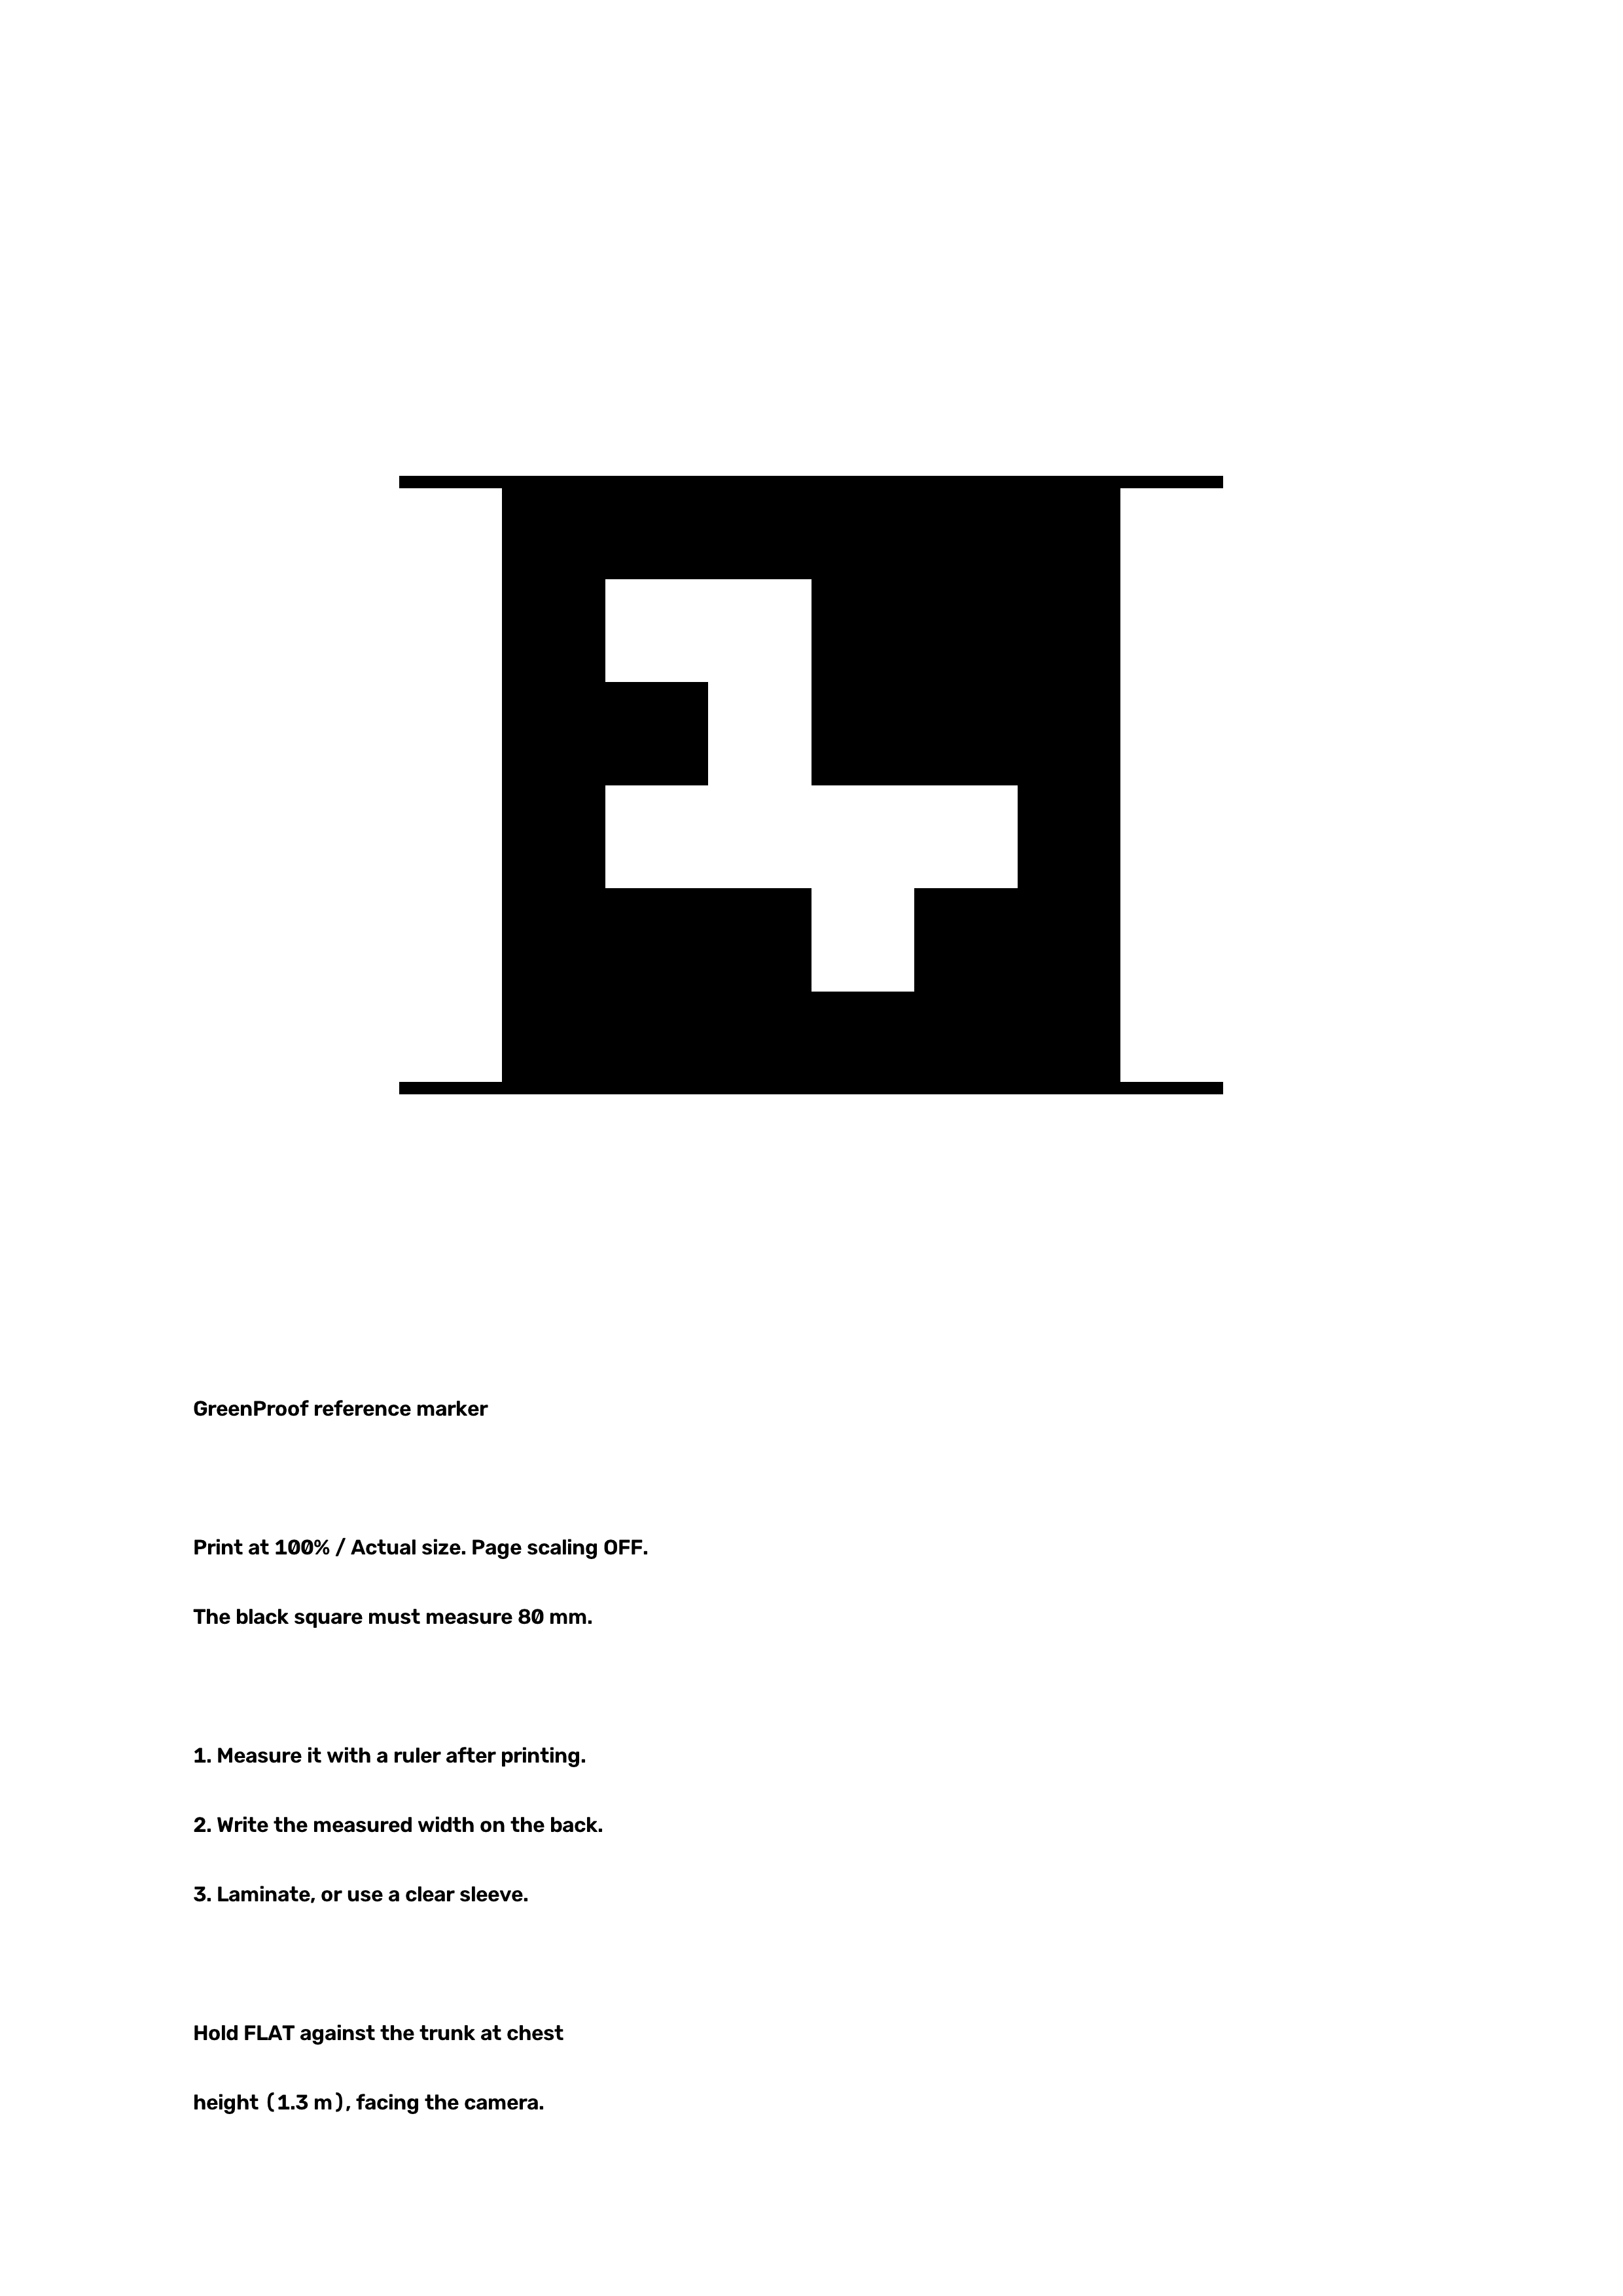 GreenProof reference marker
Print at 100% / Actual size. Page scaling OFF.
The black square must measure 80 mm.
1. Measure it with a ruler after printing.
2. Write the measured width on the back.
3. Laminate, or use a clear sleeve.
Hold FLAT against the trunk at chest
height (1.3 m), facing the camera.